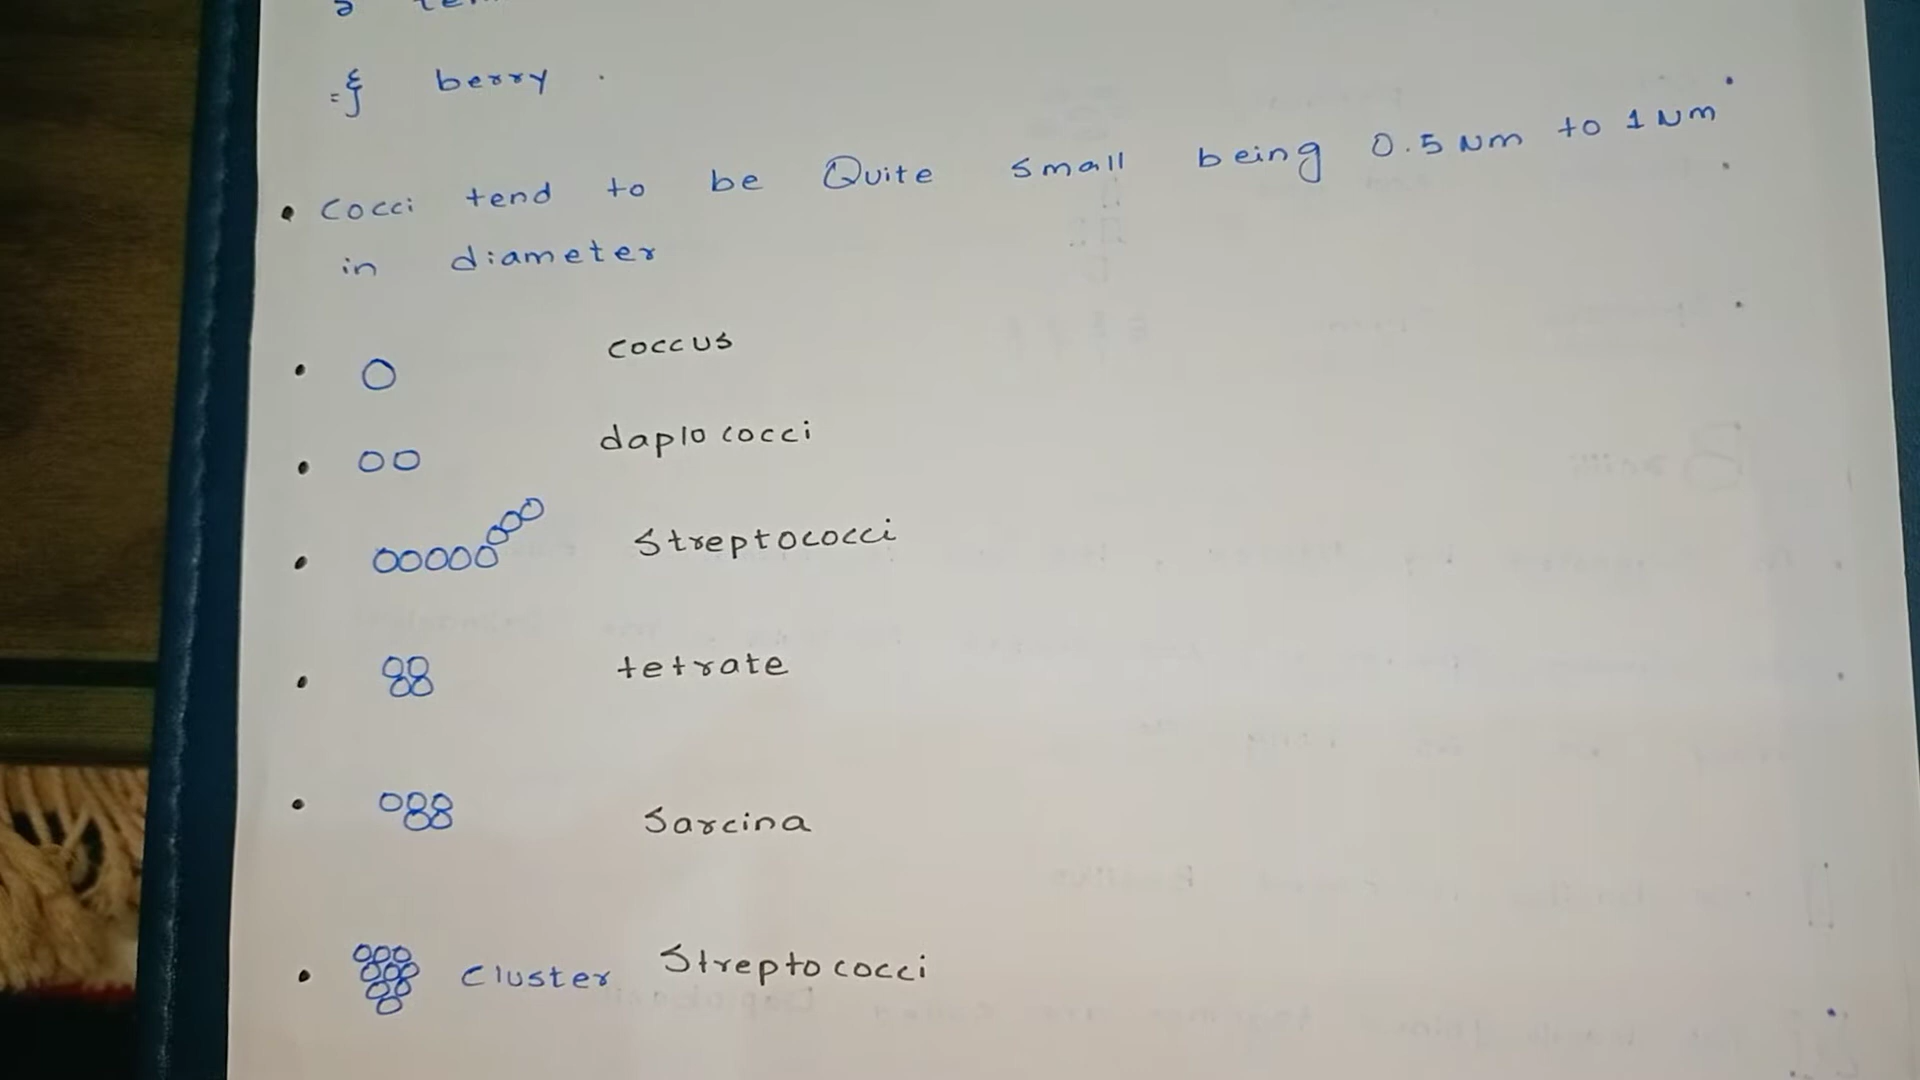 berry
• Cocci tend to be Quite small being 0.5 Nm to 1 Nm
in diameter
• coccus
• daplo cocci
• Streptococci
• tetrate
• Sarcina
• Cluster Streptococci